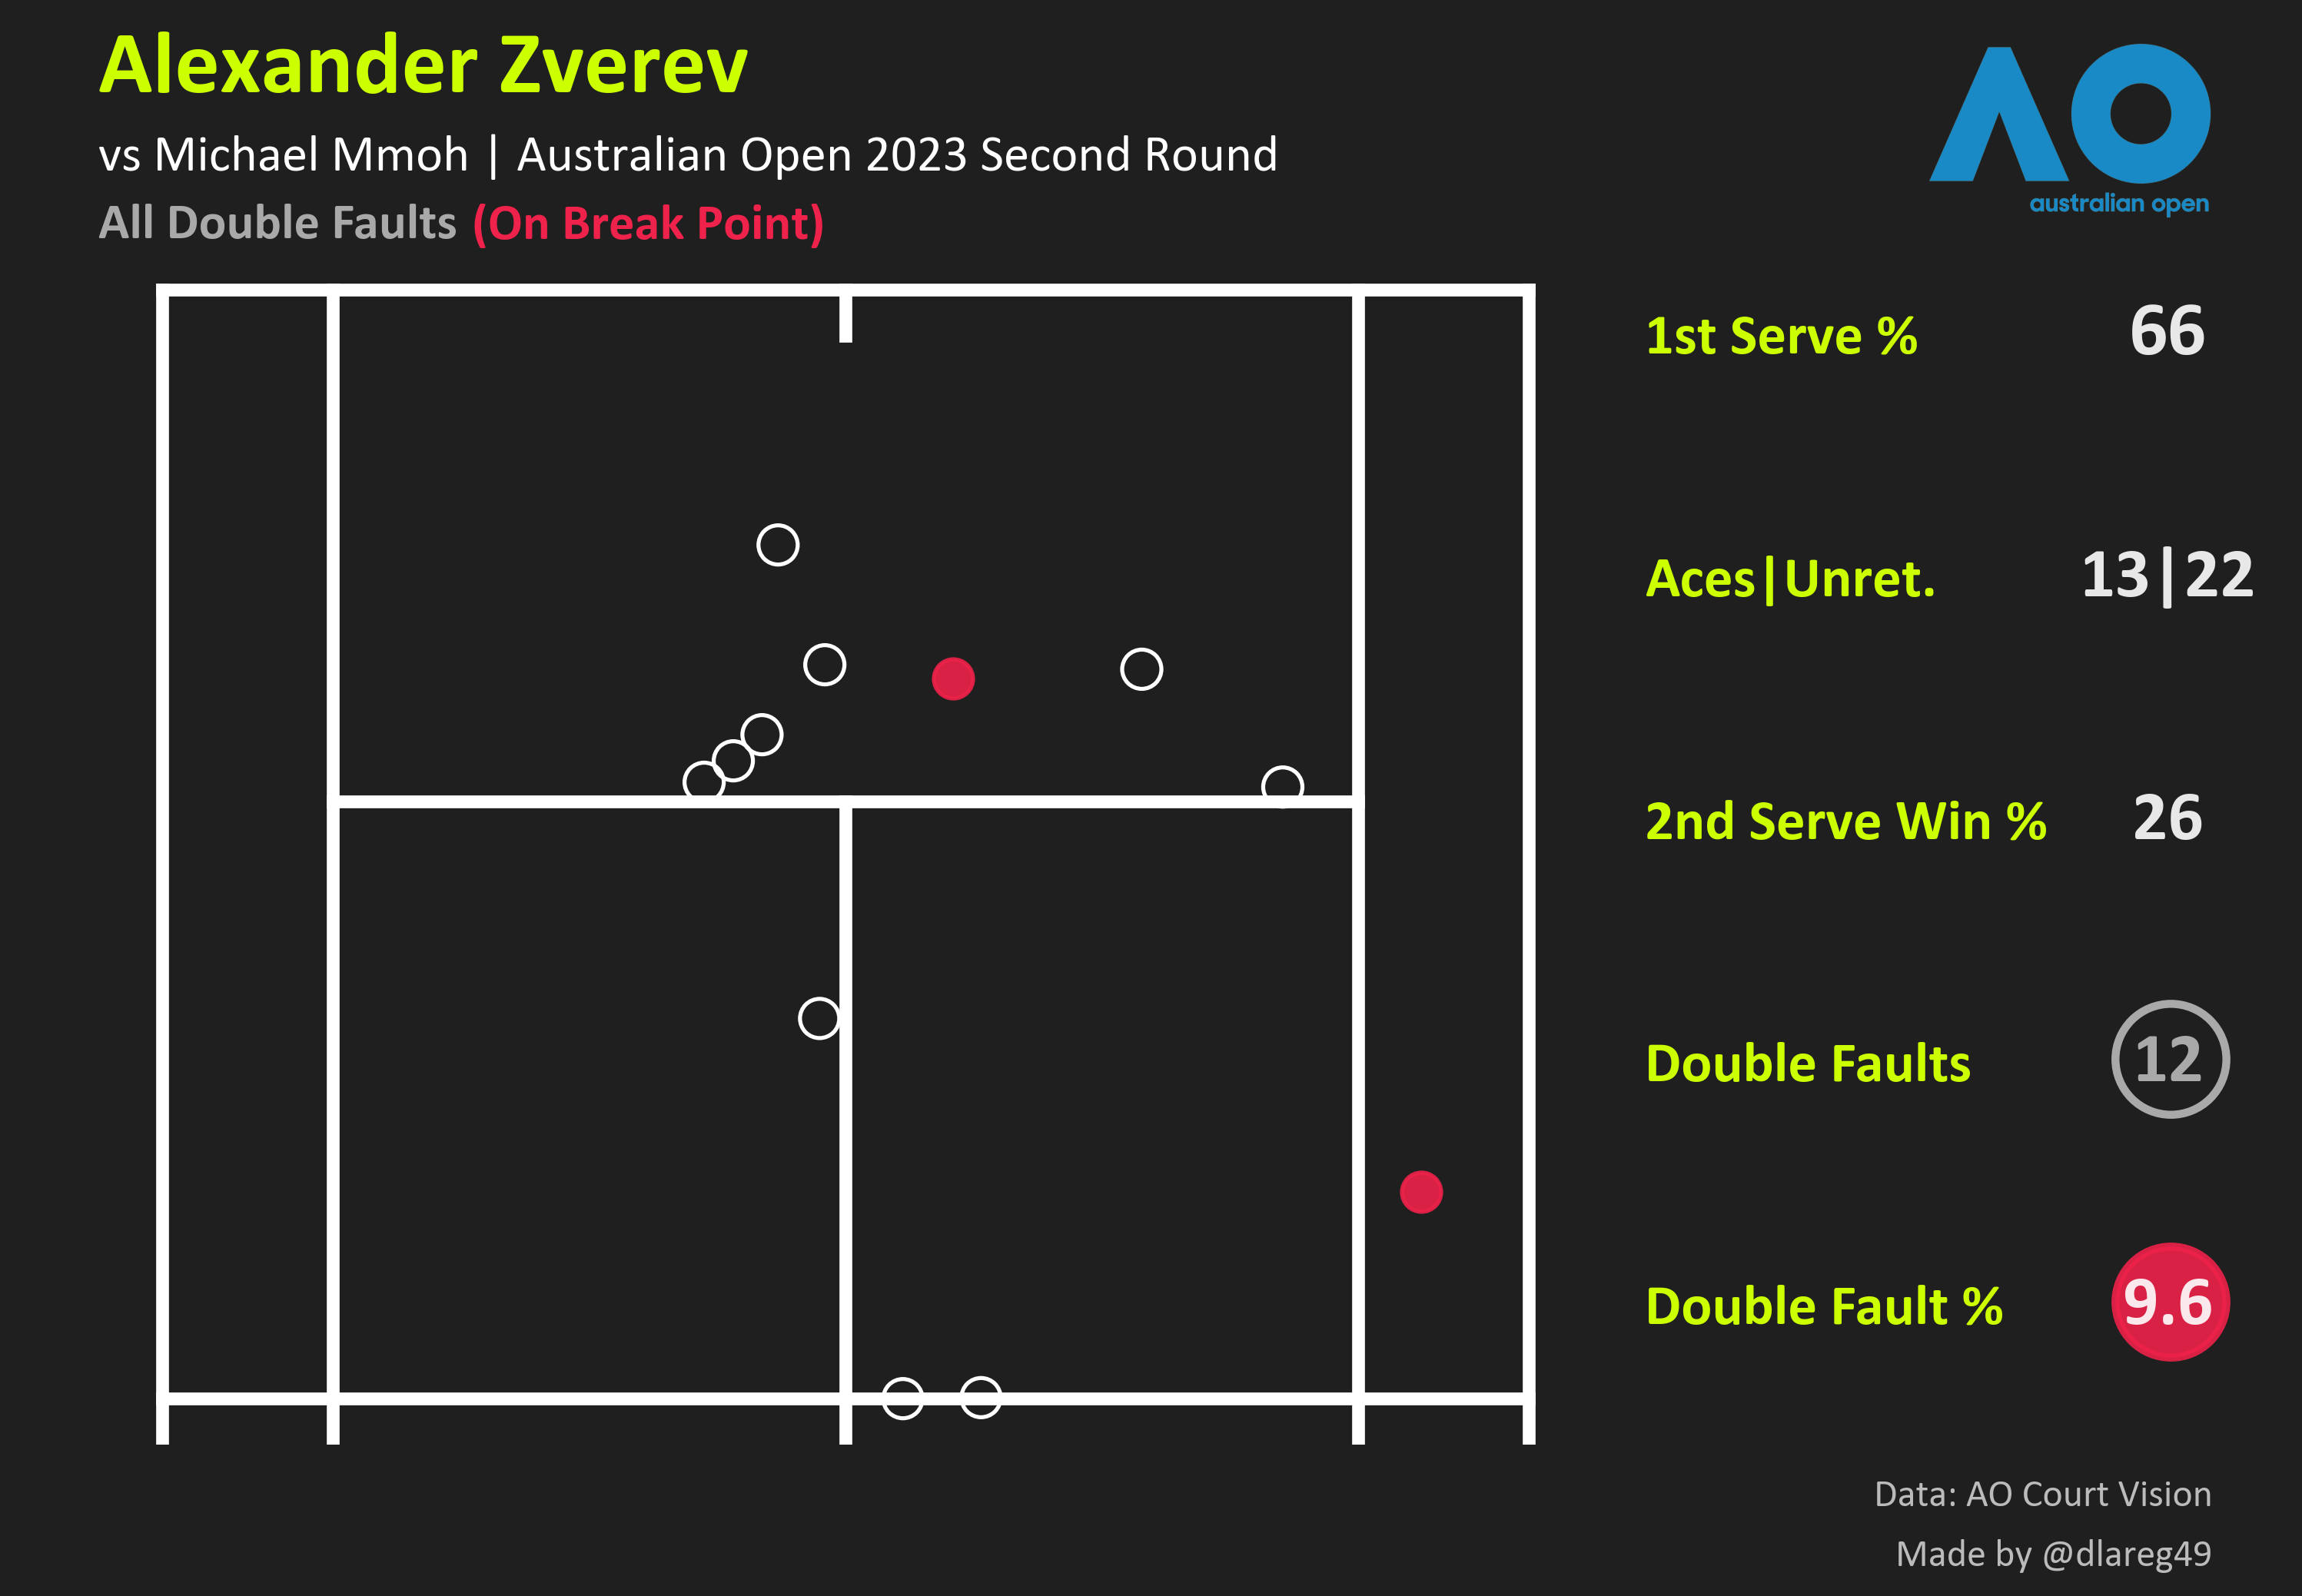 Alexander Zverev
vs Michael Mmoh | Australian Open 2023 Second Round
All Double Faults (On Break Point)
AO
australian open
1st Serve % 66
Aces|Unret. 13|22
2nd Serve Win % 26
Double Faults 12
Double Fault % 9.6
Data: AO Court Vision
Made by @dlareg49